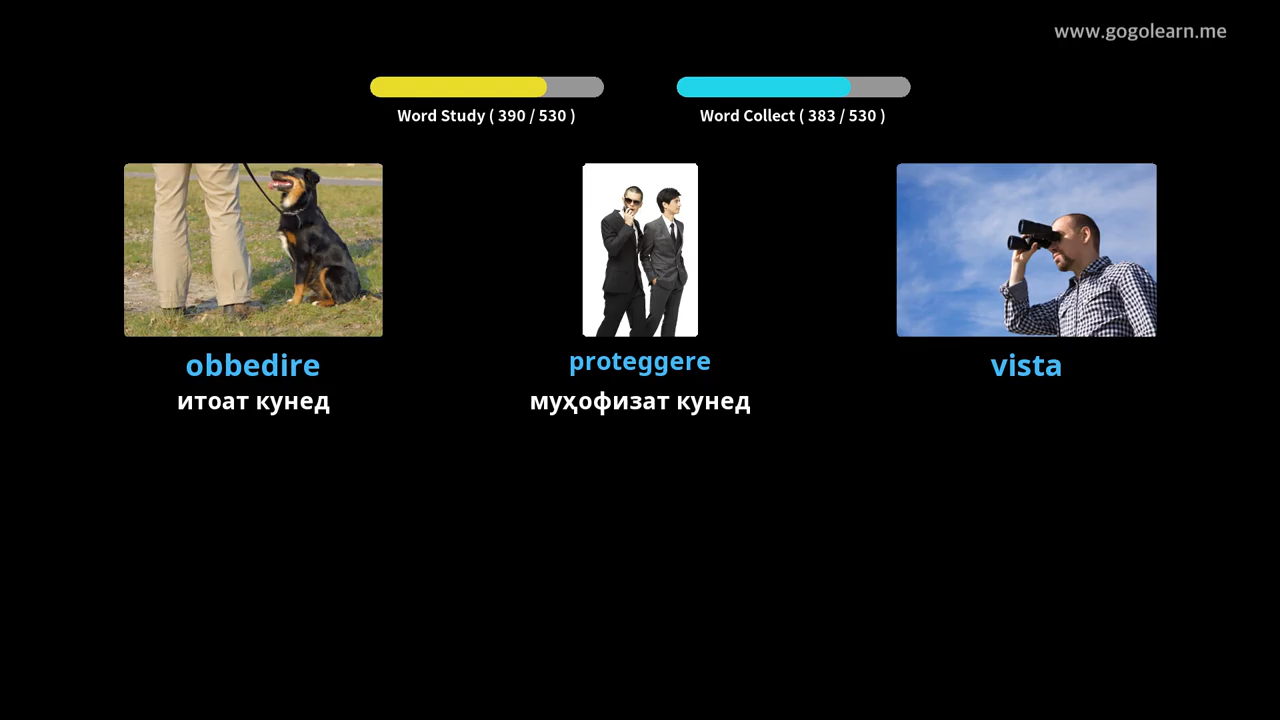 www.gogolearn.me
Word Study ( 390 / 530 )
Word Collect ( 383 / 530 )
obbedire
proteggere
vista
итоат кунед
муҳофизат кунед